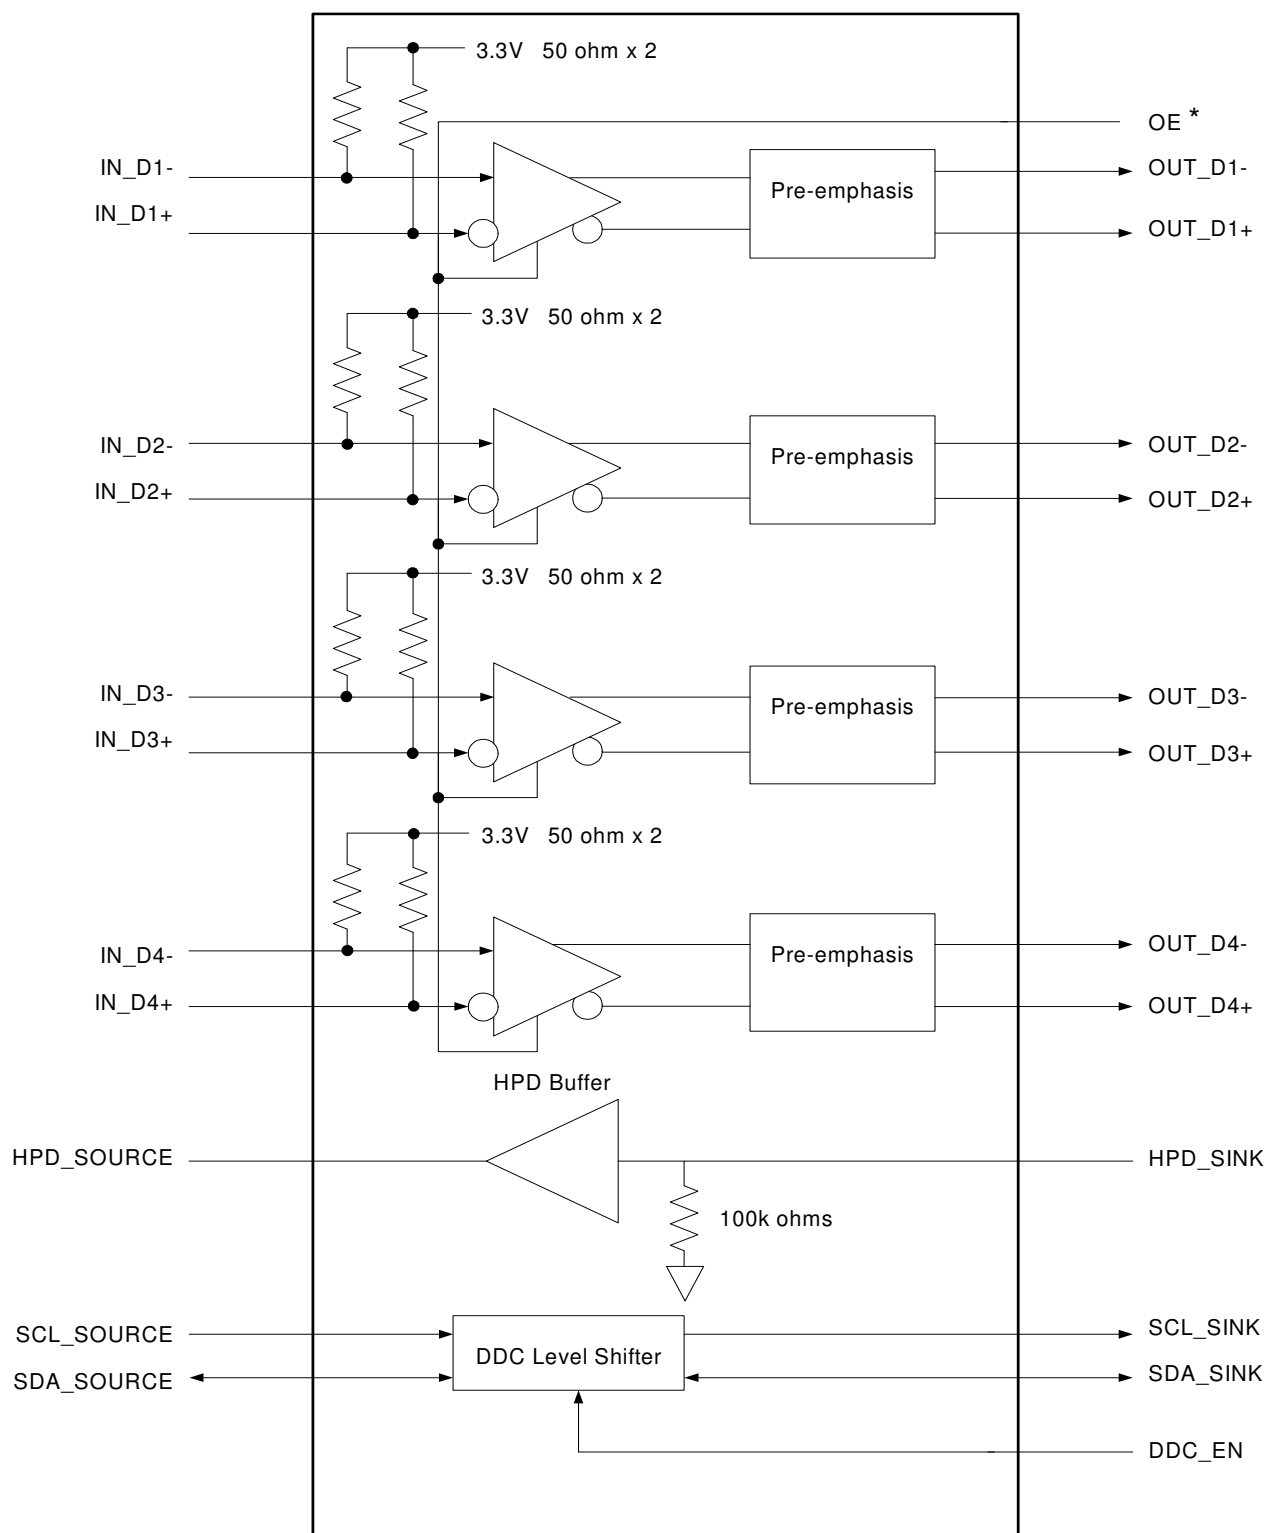 3.3V 50 ohm x 2
OE *
IN_D1-
Pre-emphasis
OUT_D1-
IN_D1+
OUT_D1+
3.3V 50 ohm x 2
IN_D2-
Pre-emphasis
OUT_D2-
IN_D2+
OUT_D2+
3.3V 50 ohm x 2
IN_D3-
Pre-emphasis
OUT_D3-
IN_D3+
OUT_D3+
3.3V 50 ohm x 2
IN_D4-
Pre-emphasis
OUT_D4-
IN_D4+
OUT_D4+
HPD Buffer
HPD_SOURCE
HPD_SINK
100k ohms
SCL_SOURCE
SCL_SINK
DDC Level Shifter
SDA_SOURCE
SDA_SINK
DDC_EN